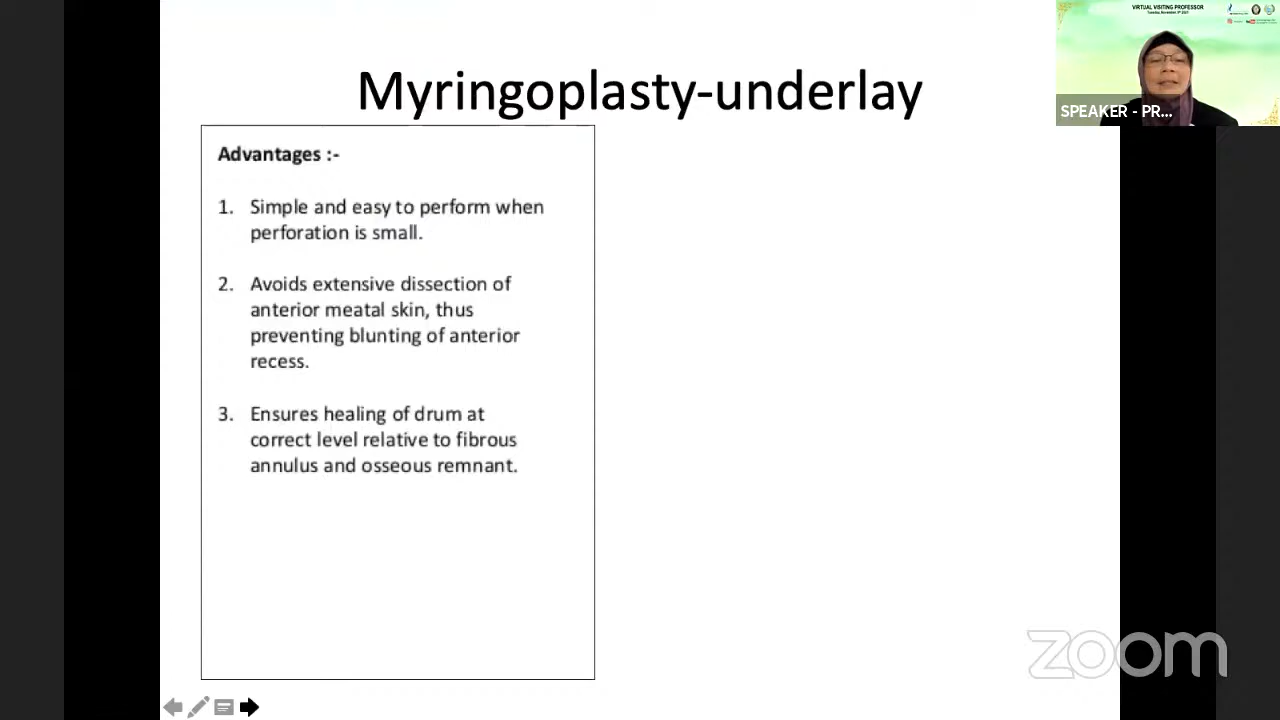 VIRTUAL VISITING PROFESSOR
Myringoplasty-underlay
SPEAKER - PR...
Advantages :-
1. Simple and easy to perform when
perforation is small.
2. Avoids extensive dissection of
anterior meatal skin, thus
preventing blunting of anterior
recess.
3. Ensures healing of drum at
correct level relative to fibrous
annulus and osseous remnant.
zoom